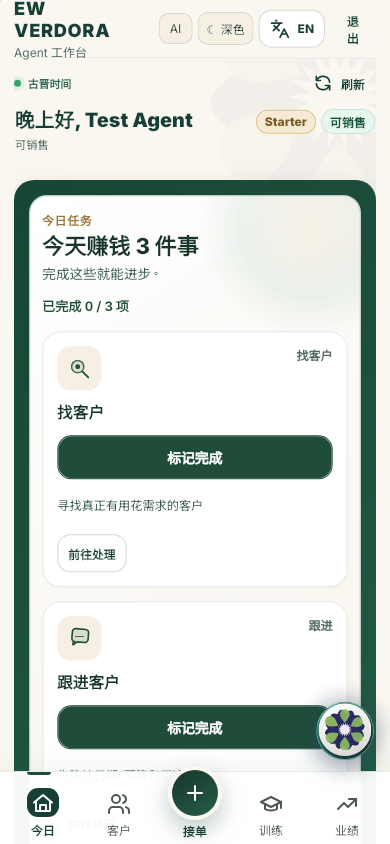 EW
VERDORA
Agent 工作台
AI
☾ 深色
EN
退出
古晋时间
刷新
晚上好, Test Agent
Starter
可销售
可销售
今日任务
今天赚钱 3 件事
完成这些就能进步。
已完成 0 / 3 项
找客户
找客户
标记完成
寻找真正有用花需求的客户
前往处理
跟进
跟进客户
标记完成
今日
客户
接单
训练
业绩